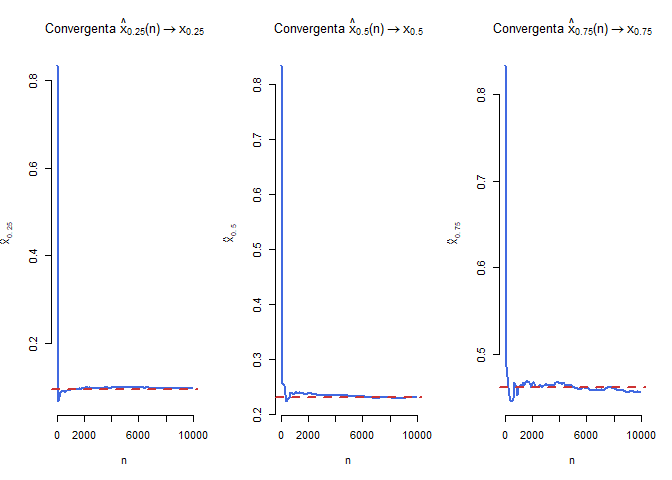 Convergenta x̂₀.₂₅(n) → x₀.₂₅
x̂₀.₂₅
0.2 0.4 0.6 0.8
0 2000 6000 10000
n
Convergenta x̂₀.₅(n) → x₀.₅
x̂₀.₅
0.2 0.3 0.4 0.5 0.6 0.7 0.8
0 2000 6000 10000
n
Convergenta x̂₀.₇₅(n) → x₀.₇₅
x̂₀.₇₅
0.5 0.6 0.7 0.8
0 2000 6000 10000
n